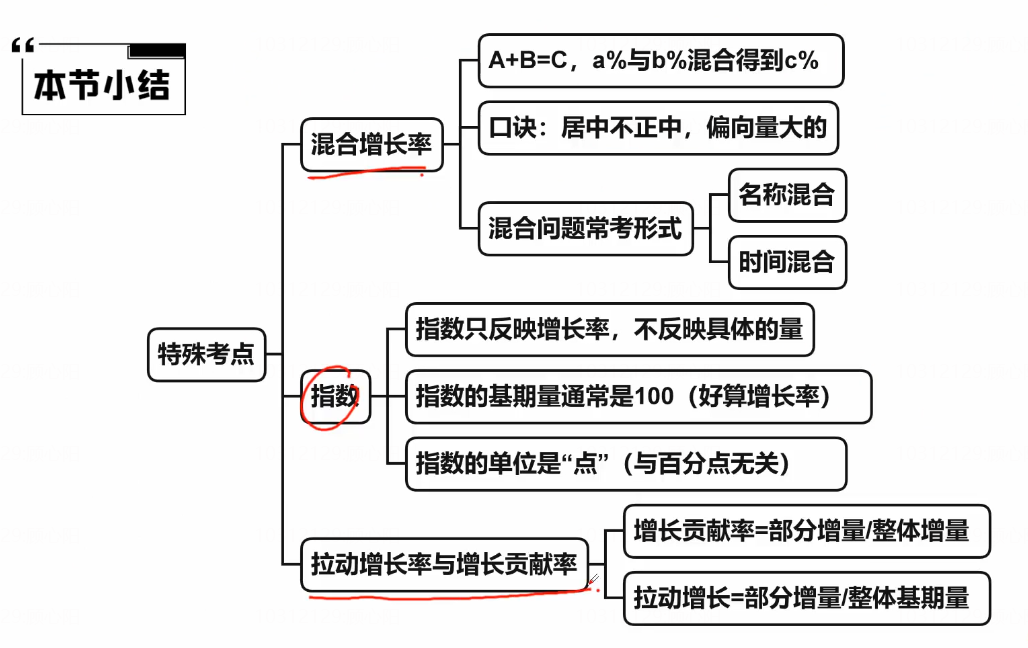 本节小结
A+B=C，a%与b%混合得到c%
口诀：居中不正中，偏向量大的
混合增长率
名称混合
混合问题常考形式
时间混合
指数只反映增长率，不反映具体的量
特殊考点
指数
指数的基期量通常是100（好算增长率）
指数的单位是“点”（与百分点无关）
增长贡献率=部分增量/整体增量
拉动增长率与增长贡献率
拉动增长=部分增量/整体基期量